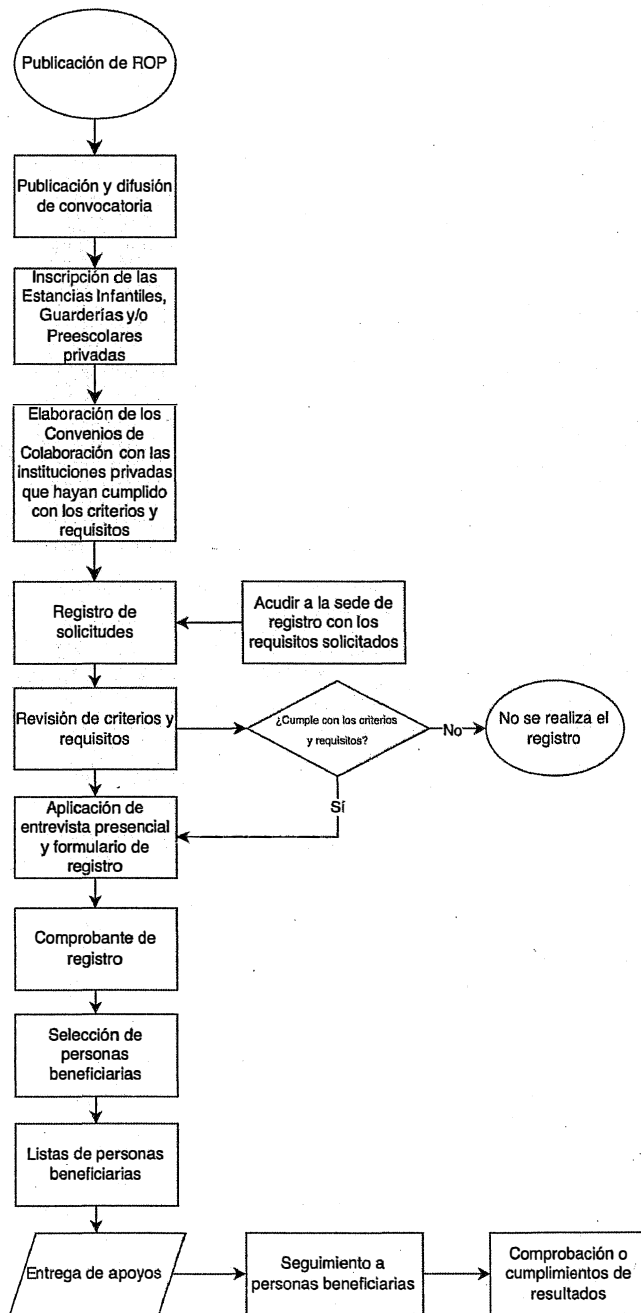 Publicación de ROP
Publicación y difusión
de convocatoria
Inscripción de las
Estancias Infantiles,
Guarderías y/o
Preescolares
privadas
Elaboración de los
Convenios de
Colaboración con las
instituciones privadas
que hayan cumplido
con los criterios y
requisitos
Registro de
solicitudes
Acudir a la sede de
registro con los
requisitos solicitados
Revisión de criterios y
requisitos
¿Cumple con los criterios
y requisitos?
No
No se realiza el
registro
Sí
Aplicación de
entrevista presencial
y formulario de
registro
Comprobante de
registro
Selección de
personas
beneficiarias
Listas de personas
beneficiarias
Entrega de apoyos
Seguimiento a
personas beneficiarias
Comprobación o
cumplimientos de
resultados